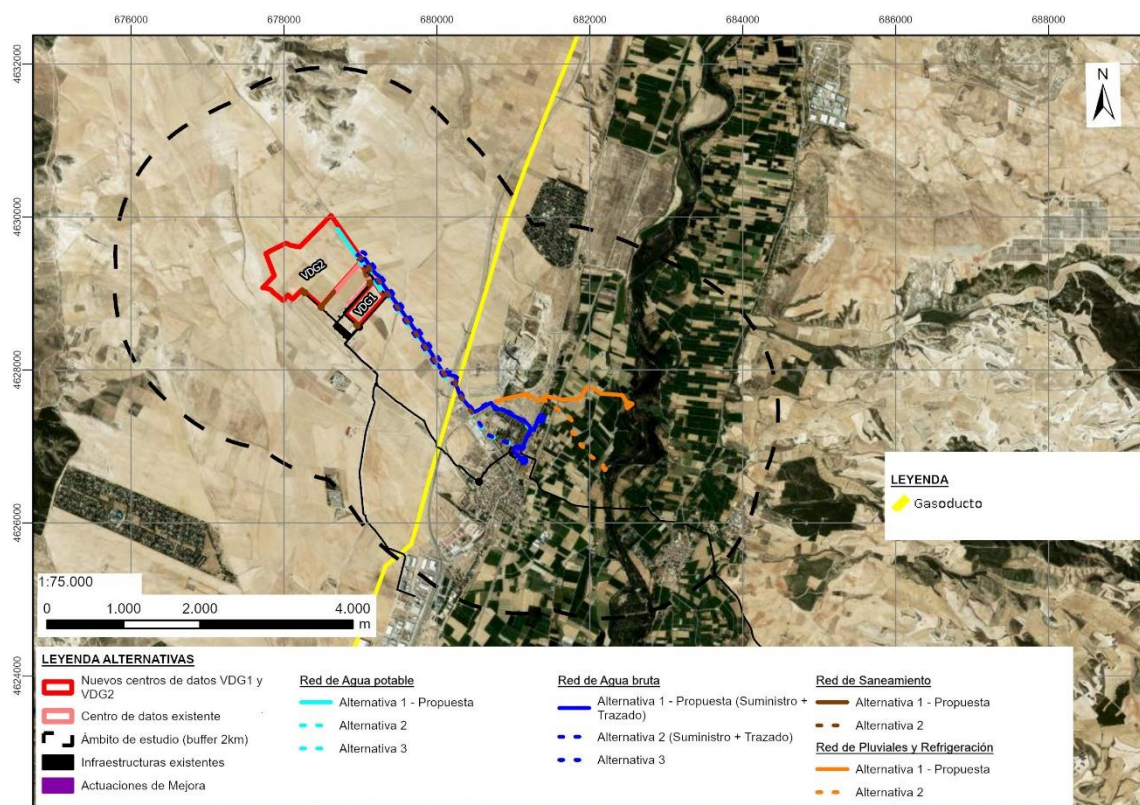 676000 678000 680000 682000 684000 686000 688000
4632000
N
4630000
VDG2
VDG1
4628000
LEYENDA
Gasoducto
4626000
1:75.000
0 1.000 2.000 4.000
m
4624000
LEYENDA ALTERNATIVAS
Nuevos centros de datos VDG1 y
VDG2
Centro de datos existente
Ámbito de estudio (buffer 2km)
Infraestructuras existentes
Actuaciones de Mejora
Red de Agua potable
Alternativa 1 - Propuesta
Alternativa 2
Alternativa 3
Red de Agua bruta
Alternativa 1 - Propuesta (Suministro +
Trazado)
Alternativa 2 (Suministro + Trazado)
Alternativa 3
Red de Saneamiento
Alternativa 1 - Propuesta
Alternativa 2
Red de Pluviales y Refrigeración
Alternativa 1 - Propuesta
Alternativa 2